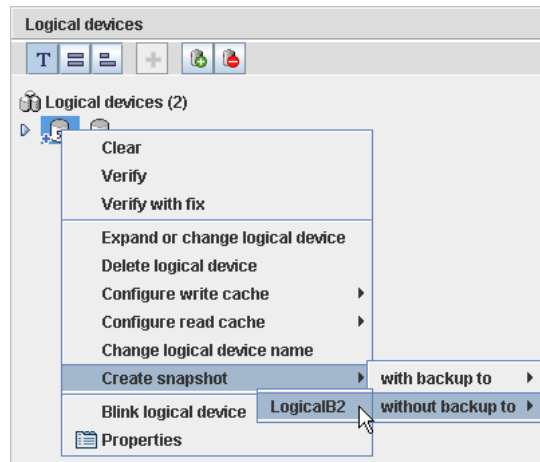 Logical devices
T
Logical devices (2)
5
Clear
Verify
Verify with fix
Expand or change logical device
Delete logical device
Configure write cache
Configure read cache
Change logical device name
Create snapshot
with backup to
Blink logical device
LogicalB2
without backup to
Properties